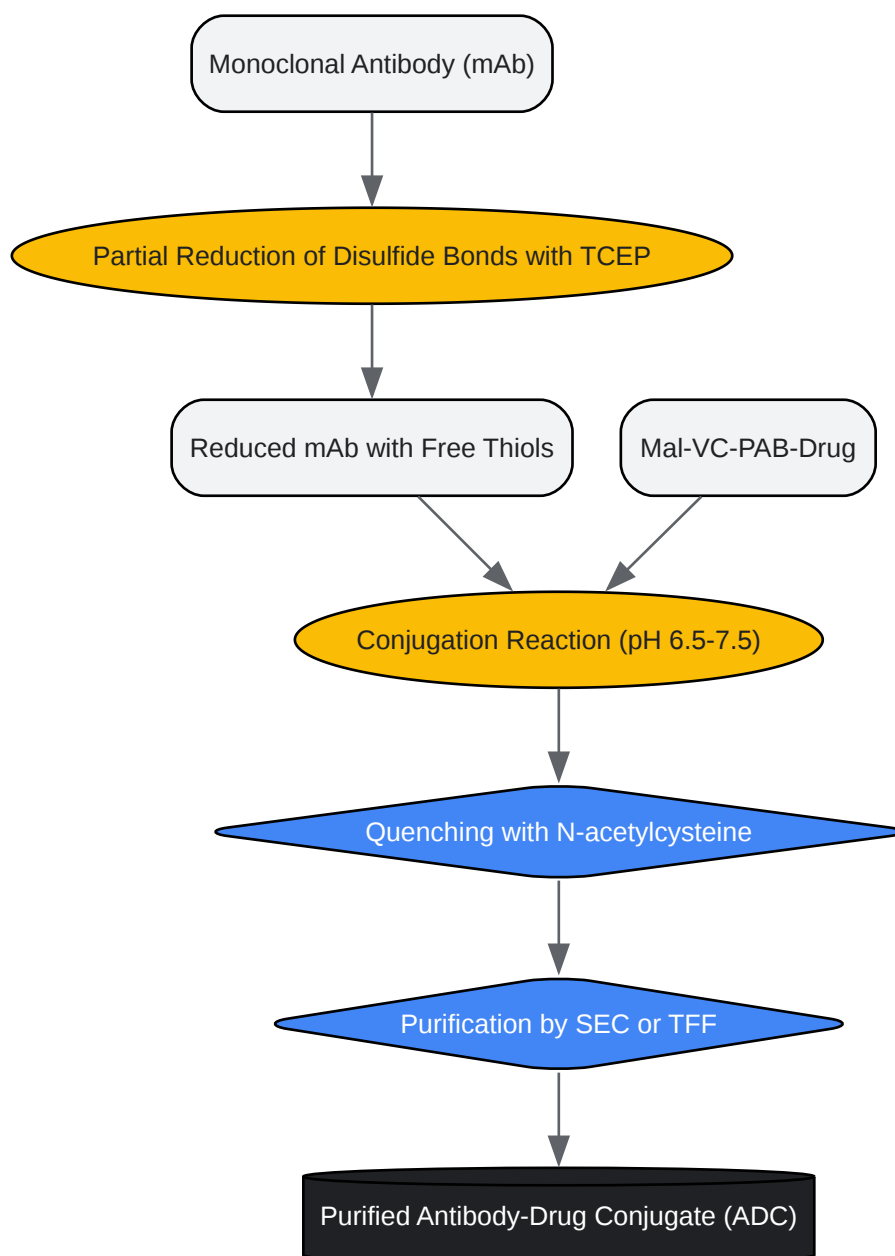 Monoclonal Antibody (mAb)
Partial Reduction of Disulfide Bonds with TCEP
Reduced mAb with Free Thiols
Mal-VC-PAB-Drug
Conjugation Reaction (pH 6.5-7.5)
Quenching with N-acetylcysteine
Purification by SEC or TFF
Purified Antibody-Drug Conjugate (ADC)